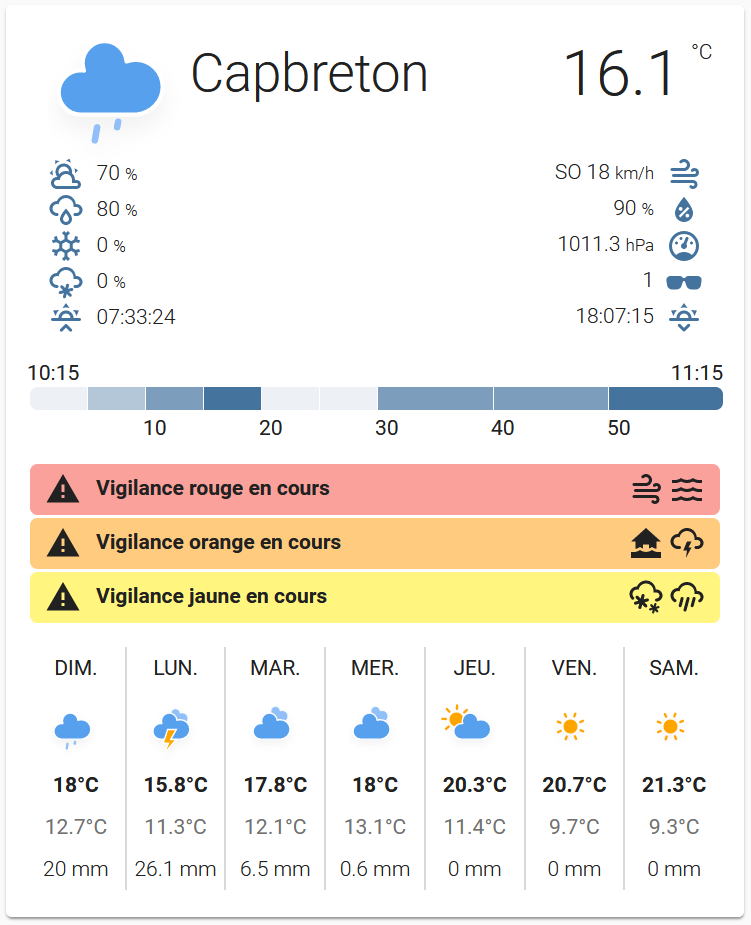 Capbreton
16.1 °C
70 %
SO 18 km/h
80 %
90 %
0 %
1011.3 hPa
0 %
1
07:33:24
18:07:15
10:15
11:15
10 20 30 40 50
Vigilance rouge en cours
Vigilance orange en cours
Vigilance jaune en cours
DIM. LUN. MAR. MER. JEU. VEN. SAM.
18°C 15.8°C 17.8°C 18°C 20.3°C 20.7°C 21.3°C
12.7°C 11.3°C 12.1°C 13.1°C 11.4°C 9.7°C 9.3°C
20 mm 26.1 mm 6.5 mm 0.6 mm 0 mm 0 mm 0 mm